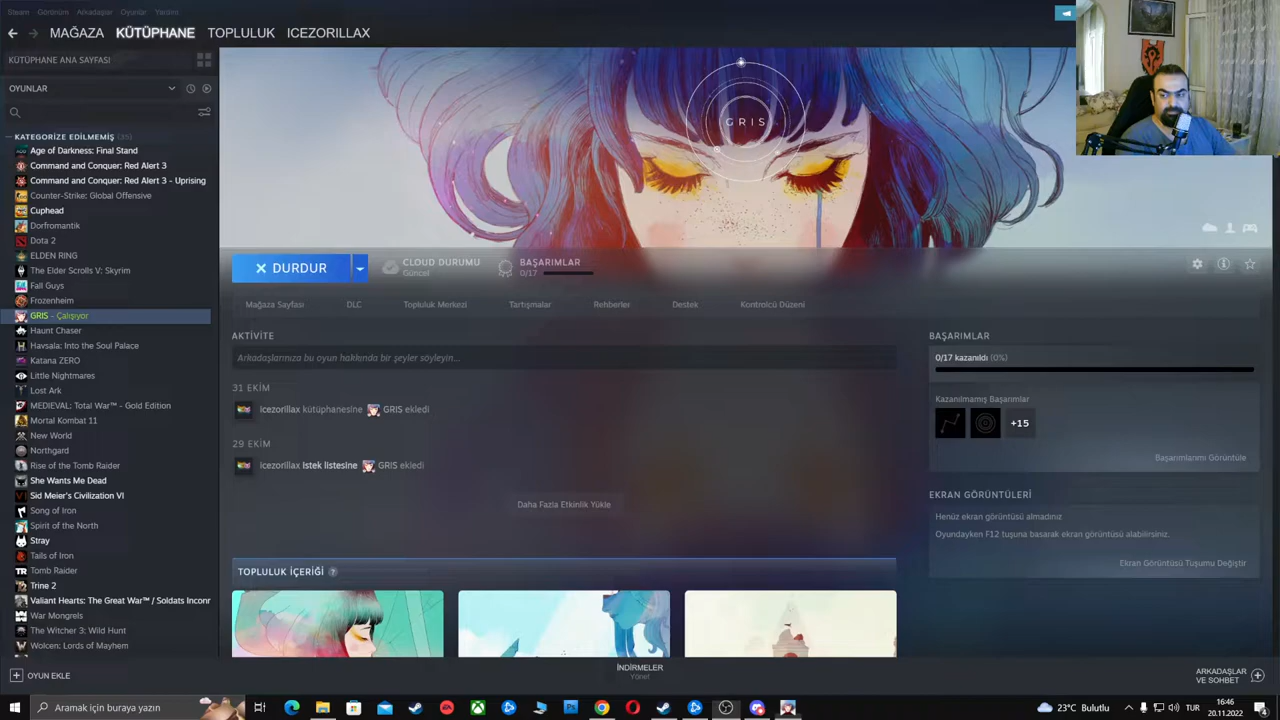 Steam Görünüm Arkadaşlar Oyunlar Yardım
MAĞAZA KÜTÜPHANE TOPLULUK ICEZORILLAX
KÜTÜPHANE ANA SAYFASI
OYUNLAR
KATEGORİZE EDİLMEMİŞ (35)
Age of Darkness: Final Stand
Command and Conquer: Red Alert 3
Command and Conquer: Red Alert 3 - Uprising
Counter-Strike: Global Offensive
Cuphead
Dorfromantik
Dota 2
ELDEN RING
The Elder Scrolls V: Skyrim
Fall Guys
Frozenheim
GRIS - Çalışıyor
Haunt Chaser
Havsala: Into the Soul Palace
Katana ZERO
Little Nightmares
Lost Ark
MEDIEVAL: Total War™ - Gold Edition
Mortal Kombat 11
New World
Northgard
Rise of the Tomb Raider
She Wants Me Dead
Sid Meier's Civilization VI
Song of Iron
Spirit of the North
Stray
Tails of Iron
Tomb Raider
Trine 2
Valiant Hearts: The Great War™ / Soldats Inconr
War Mongrels
The Witcher 3: Wild Hunt
Wolcen: Lords of Mayhem
OYUN EKLE
GRIS
DURDUR
CLOUD DURUMU
Güncel
BAŞARIMLAR
0/17
Mağaza Sayfası DLC Topluluk Merkezi Tartışmalar Rehberler Destek Kontrolcü Düzeni
AKTİVİTE
Arkadaşlarınıza bu oyun hakkında bir şeyler söyleyin...
31 EKİM
icezorillax kütüphanesine GRIS ekledi
29 EKİM
icezorillax istek listesine GRIS ekledi
Daha Fazla Etkinlik Yükle
TOPLULUK İÇERİĞİ ?
BAŞARIMLAR
0/17 kazanıldı (0%)
Kazanılmamış Başarımlar
+15
Başarımlarımı Görüntüle
EKRAN GÖRÜNTÜLERİ
Henüz ekran görüntüsü almadınız
Oyundayken F12 tuşuna basarak ekran görüntüsü alabilirsiniz.
Ekran Görüntüsü Tuşumu Değiştir
İNDİRMELER
Yönet
ARKADAŞLAR
VE SOHBET
Aramak için buraya yazın
23°C Bulutlu
TUR
16:46
20.11.2022
4